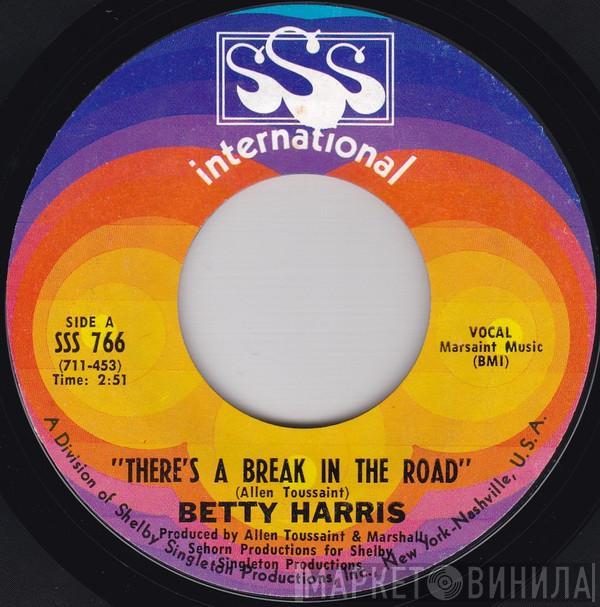 SSS
international
SIDE A
SSS 766
(711-453)
Time: 2:51
VOCAL
Marsaint Music
(BMI)
"THERE'S A BREAK IN THE ROAD"
(Allen Toussaint)
BETTY HARRIS
Produced by Allen Toussaint & Marshall
Sehorn Productions for Shelby
Singleton Productions
A Division of Shelby Singleton Productions, Inc., New York-Nashville, U.S.A.
МАРКЕТ ВИНИЛА